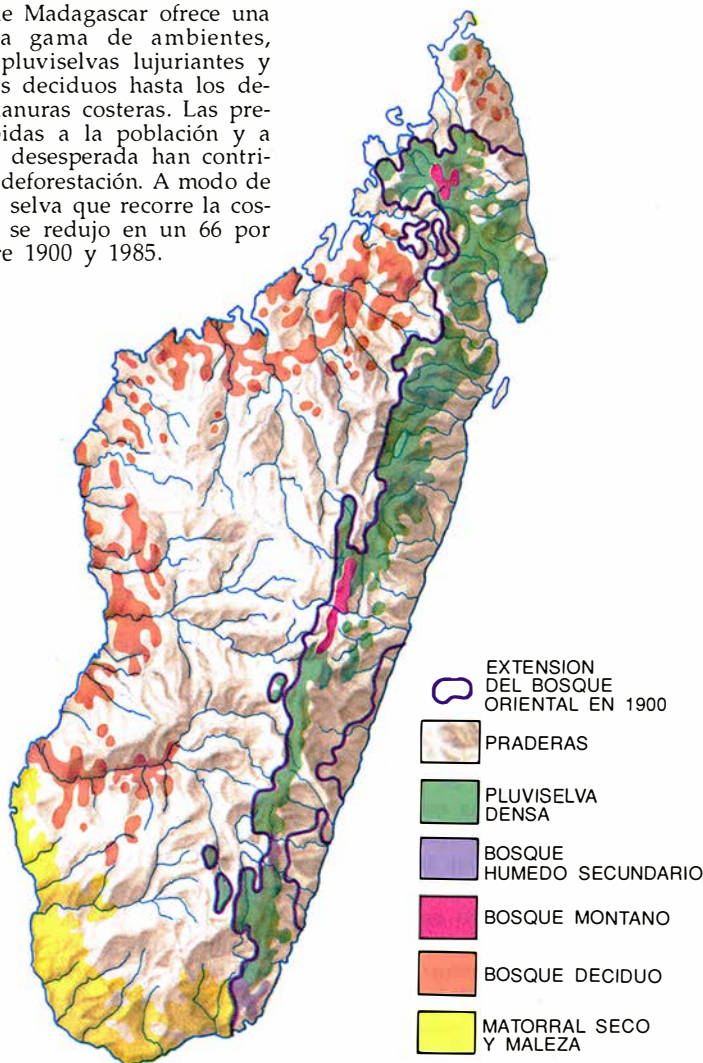 de Madagascar ofrece una
a gama de ambientes,
pluviselvas lujuriantes y
s deciduos hasta los de-
anuras costeras. Las pre-
bidas a la población y a
desesperada han contri-
deforestación. A modo de
selva que recorre la cos-
se redujo en un 66 por
re 1900 y 1985.
EXTENSION
DEL BOSQUE
ORIENTAL EN 1900
PRADERAS
PLUVISELVA
DENSA
BOSQUE
HUMEDO SECUNDARIO
BOSQUE MONTANO
BOSQUE DECIDUO
MATORRAL SECO
Y MALEZA